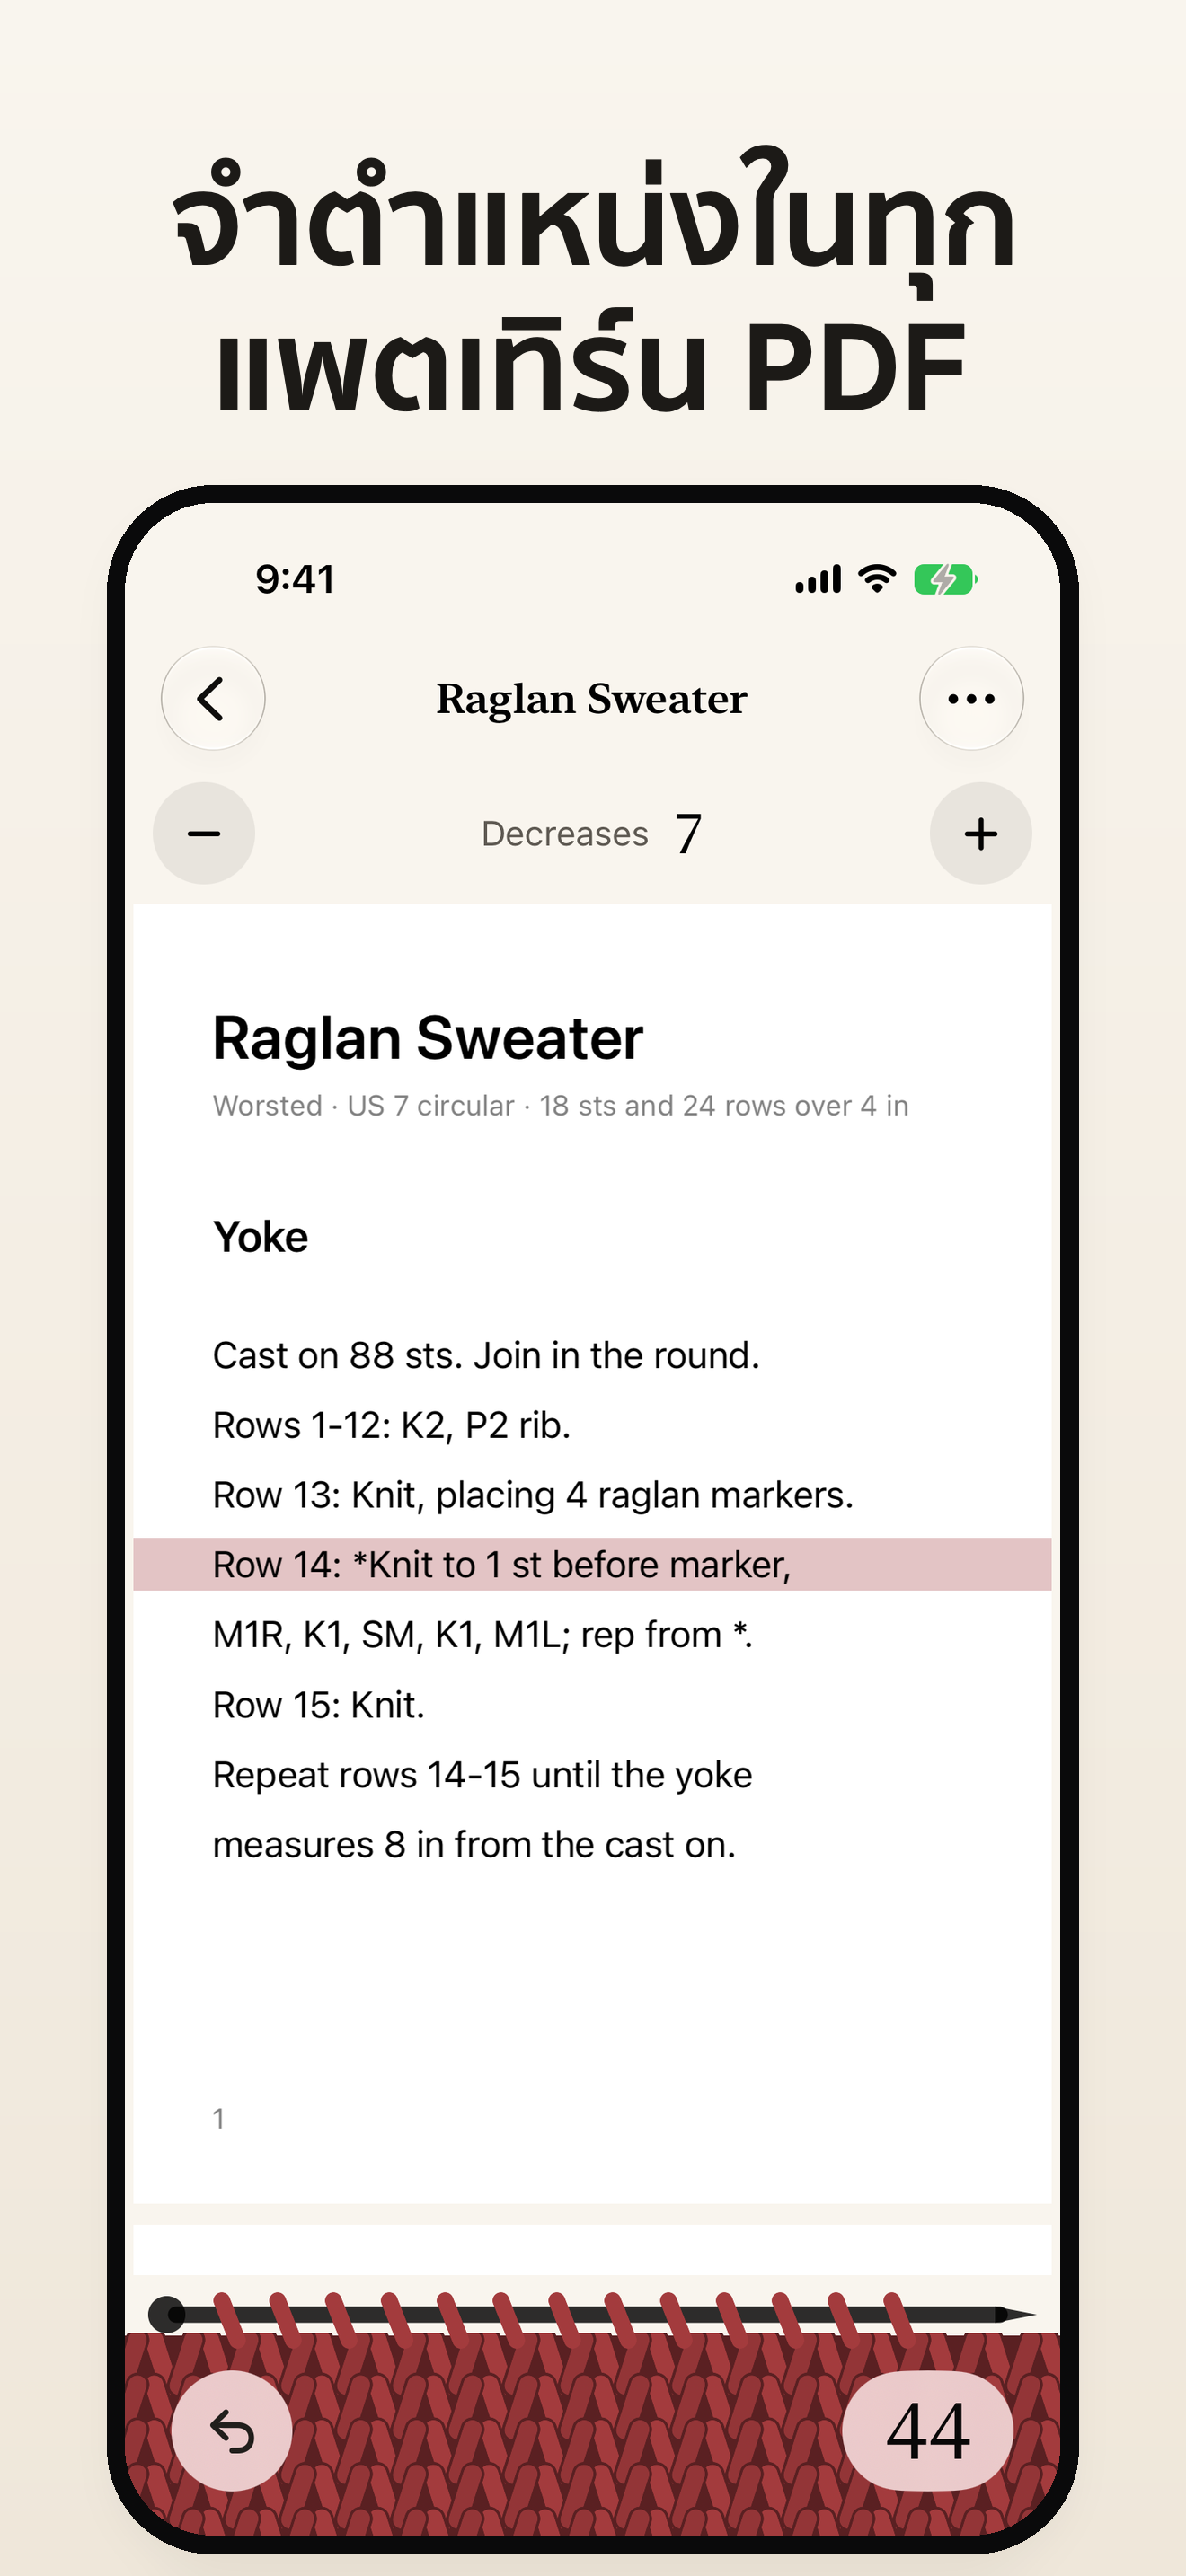 จำตำแหน่งในทุก
แพตเทิร์น PDF
9:41
Raglan Sweater
Decreases 7
Raglan Sweater
Worsted · US 7 circular · 18 sts and 24 rows over 4 in
Yoke
Cast on 88 sts. Join in the round.
Rows 1-12: K2, P2 rib.
Row 13: Knit, placing 4 raglan markers.
Row 14: *Knit to 1 st before marker,
M1R, K1, SM, K1, M1L; rep from *.
Row 15: Knit.
Repeat rows 14-15 until the yoke
measures 8 in from the cast on.
1
44